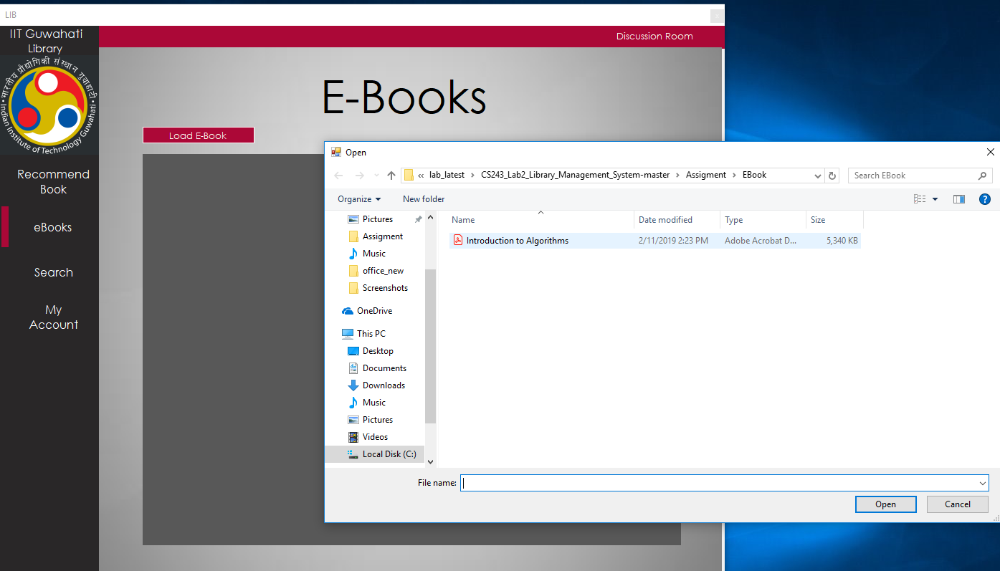 LIB
IIT Guwahati
Library
भारतीय प्रौद्योगिकी संस्थान गुवाहाटी
Indian Institute of Technology Guwahati
Recommend
Book
eBooks
Search
My
Account
Discussion Room
E-Books
Load E-Book
Open
« lab_latest › CS243_Lab2_Library_Management_System-master › Assigment › EBook
Search EBook
Organize
New folder
?
Pictures
Assigment
Music
office_new
Screenshots
OneDrive
This PC
Desktop
Documents
Downloads
Music
Pictures
Videos
Local Disk (C:)
Name Date modified Type Size
Introduction to Algorithms 2/11/2019 2:23 PM Adobe Acrobat D... 5,340 KB
File name:
Open
Cancel